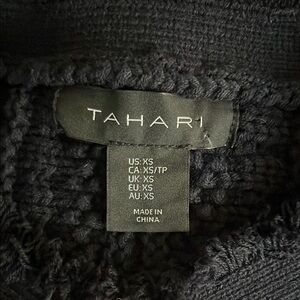 TAHARI
US: XS
CA: XS/TP
UK: XS
EU: XS
AU: XS
MADE IN
CHINA